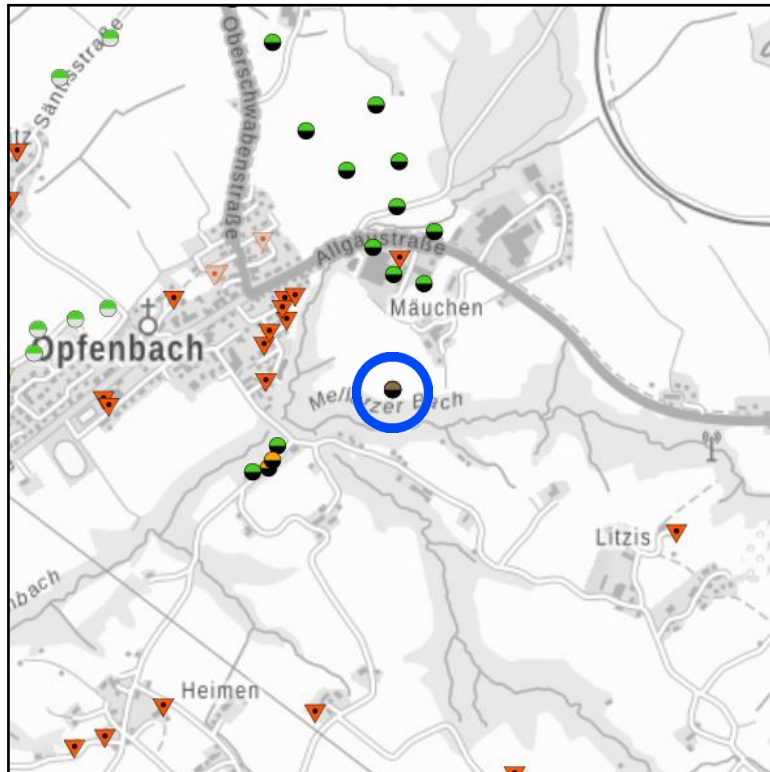 Säntisstraße
Oberschwabenstraße
Allgäustraße
Mäuchen
Opfenbach
Bach
Litzis
Heimen